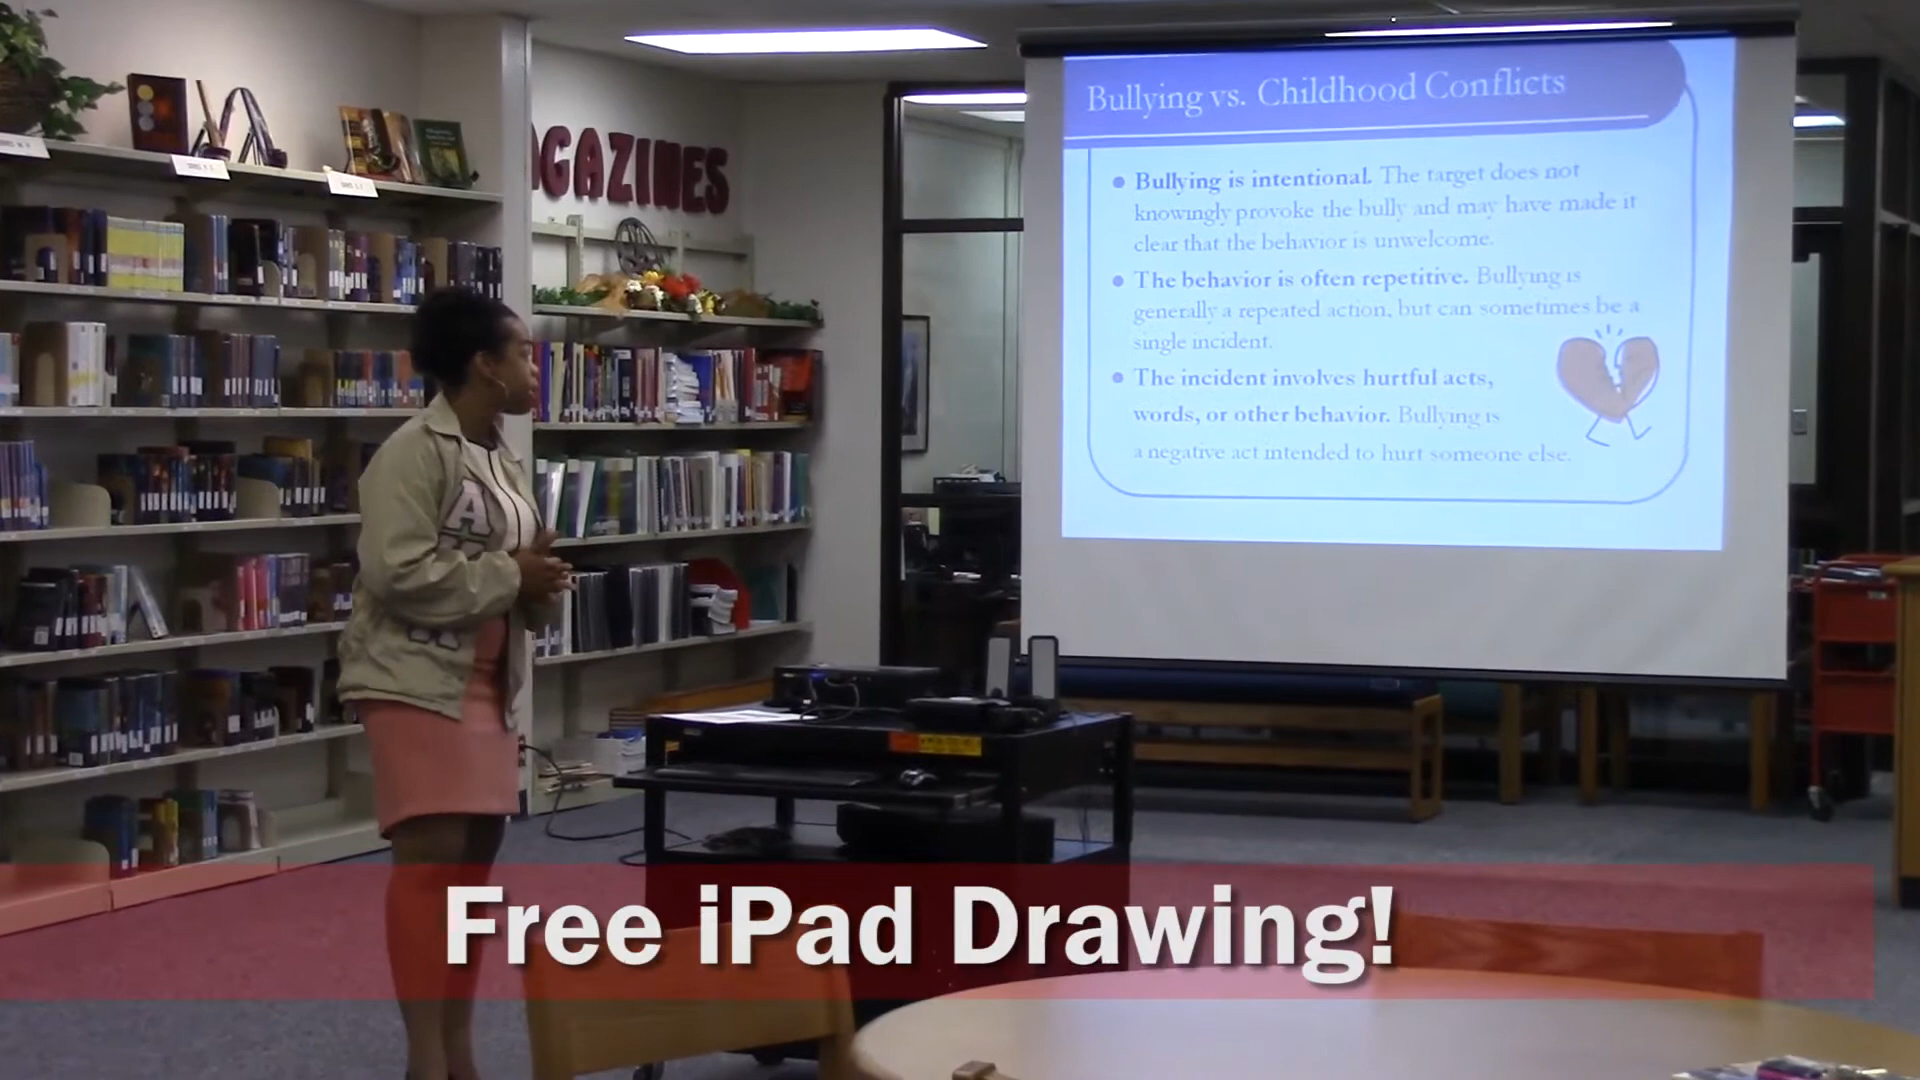 AGAZINES
Bullying vs. Childhood Conflicts
Bullying is intentional. The target does not
knowingly provoke the bully and may have made it
clear that the behavior is unwelcome.
The behavior is often repetitive. Bullying is
generally a repeated action, but can sometimes be a
single incident.
The incident involves hurtful acts,
words, or other behavior. Bullying is
a negative act intended to hurt someone else.
A
Free iPad Drawing!